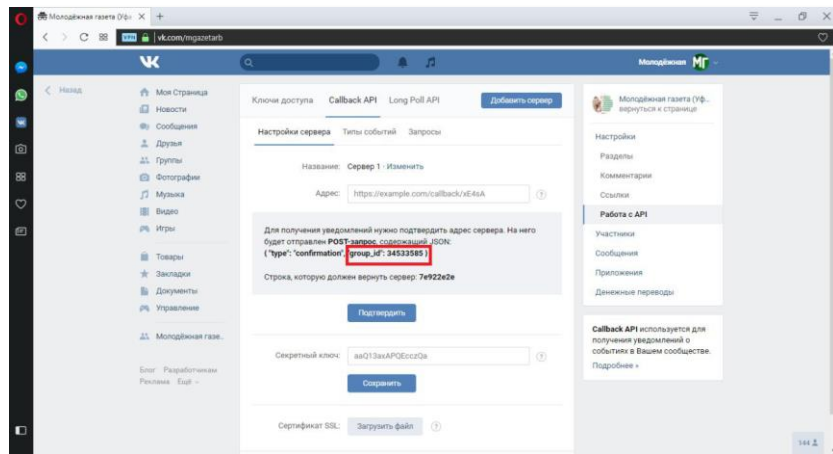 Молодёжная газета (Уфа
VPN vk.com/mgazetarb
Молодёжная МГ
Назад
Моя Страница
Новости
Сообщения
Друзья
Группы
Фотографии
Музыка
Видео
Игры
Товары
Закладки
Документы
Управление
Молодёжная газе..
Блог Разработчикам
Реклама Ещё
Ключи доступа Callback API Long Poll API Добавить сервер
Настройки сервера Типы событий Запросы
Название: Сервер 1 · Изменить
Адрес: https://example.com/callback/xE4sA
Для получения уведомлений нужно подтвердить адрес сервера. На него
будет отправлен POST-запрос, содержащий JSON:
{ "type": "confirmation", "group_id": 34533585 }
Строка, которую должен вернуть сервер: 7e922e2e
Подтвердить
Секретный ключ: aaQ13axAPQEcczQa
Сохранить
Сертификат SSL: Загрузить файл
Молодёжная газета (Уф..
вернуться к странице
Настройки
Разделы
Комментарии
Ссылки
Работа с API
Участники
Сообщения
Приложения
Денежные переводы
Callback API используется для
получения уведомлений о
событиях в Вашем сообществе.
Подробнее »
144